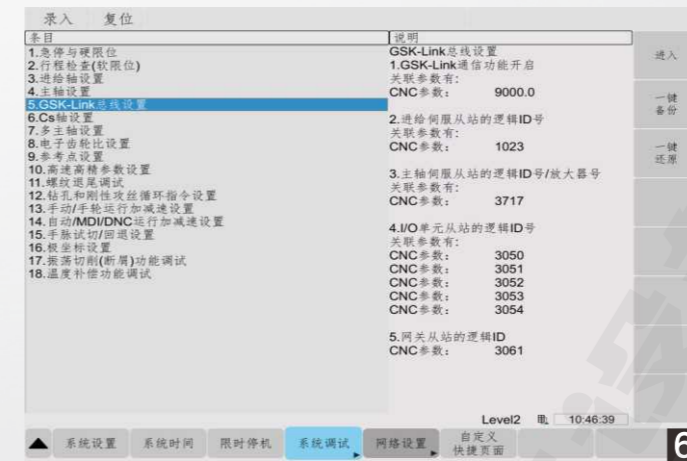 录入 复位
条目
1.急停与硬限位
2.行程检查(软限位)
3.进给轴设置
4.主轴设置
5.GSK-Link总线设置
6.Cs轴设置
7.多主轴设置
8.电子齿轮比设置
9.参考点设置
10.高速高精参数设置
11.螺纹退尾调试
12.钻孔和刚性攻丝循环指令设置
13.手动/手轮运行加减速设置
14.自动/MDI/DNC运行加减速设置
15.手脉试切/回退设置
16.极坐标设置
17.振荡切削(断屑)功能调试
18.温度补偿功能调试
说明
GSK-Link总线设置
1.GSK-Link通信功能开启
关联参数有:
CNC参数: 9000.0
2.进给伺服从站的逻辑ID号
关联参数有:
CNC参数: 1023
3.主轴伺服从站的逻辑ID号/放大器号
关联参数有:
CNC参数: 3717
4.I/O单元从站的逻辑ID号
关联参数有:
CNC参数: 3050
CNC参数: 3051
CNC参数: 3052
CNC参数: 3053
CNC参数: 3054
5.网关从站的逻辑ID
CNC参数: 3061
进入
一键
备份
一键
还原
Level2 10:46:39
系统设置 系统时间 限时停机 系统调试 网络设置 自定义
快捷页面
6